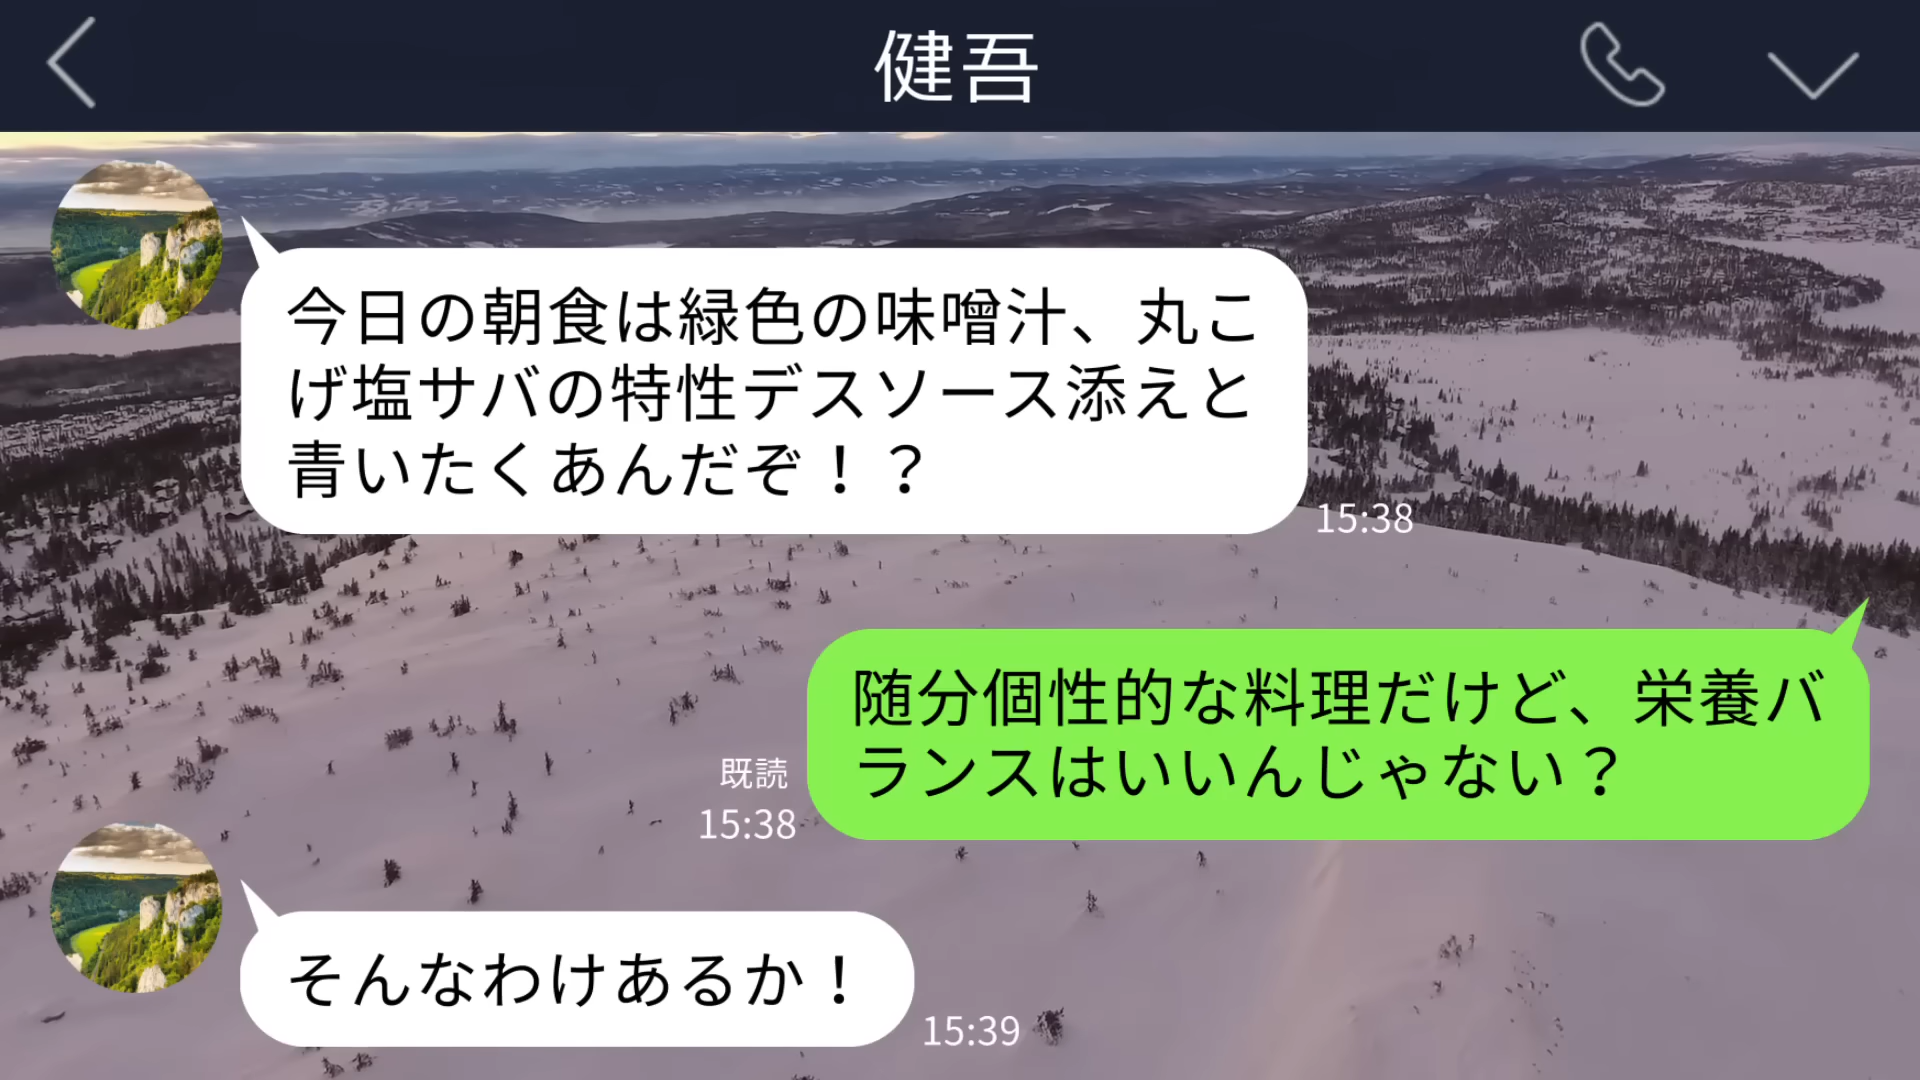 健吾
今日の朝食は緑色の味噌汁、丸こ
げ塩サバの特性デスソース添えと
青いたくあんだぞ！？
15:38
随分個性的な料理だけど、栄養バ
ランスはいいんじゃない？
既読
15:38
そんなわけあるか！
15:39